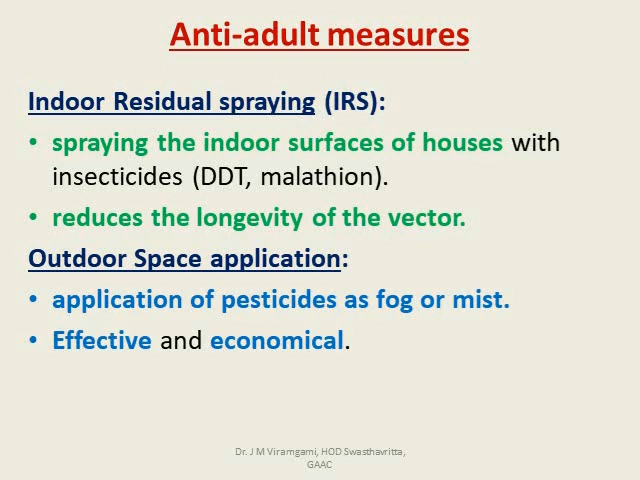 Anti-adult measures
Indoor Residual spraying (IRS):
• spraying the indoor surfaces of houses with
insecticides (DDT, malathion).
• reduces the longevity of the vector.
Outdoor Space application:
• application of pesticides as fog or mist.
• Effective and economical.
Dr. J M Viramgami, HOD Swasthavritta,
GAAC